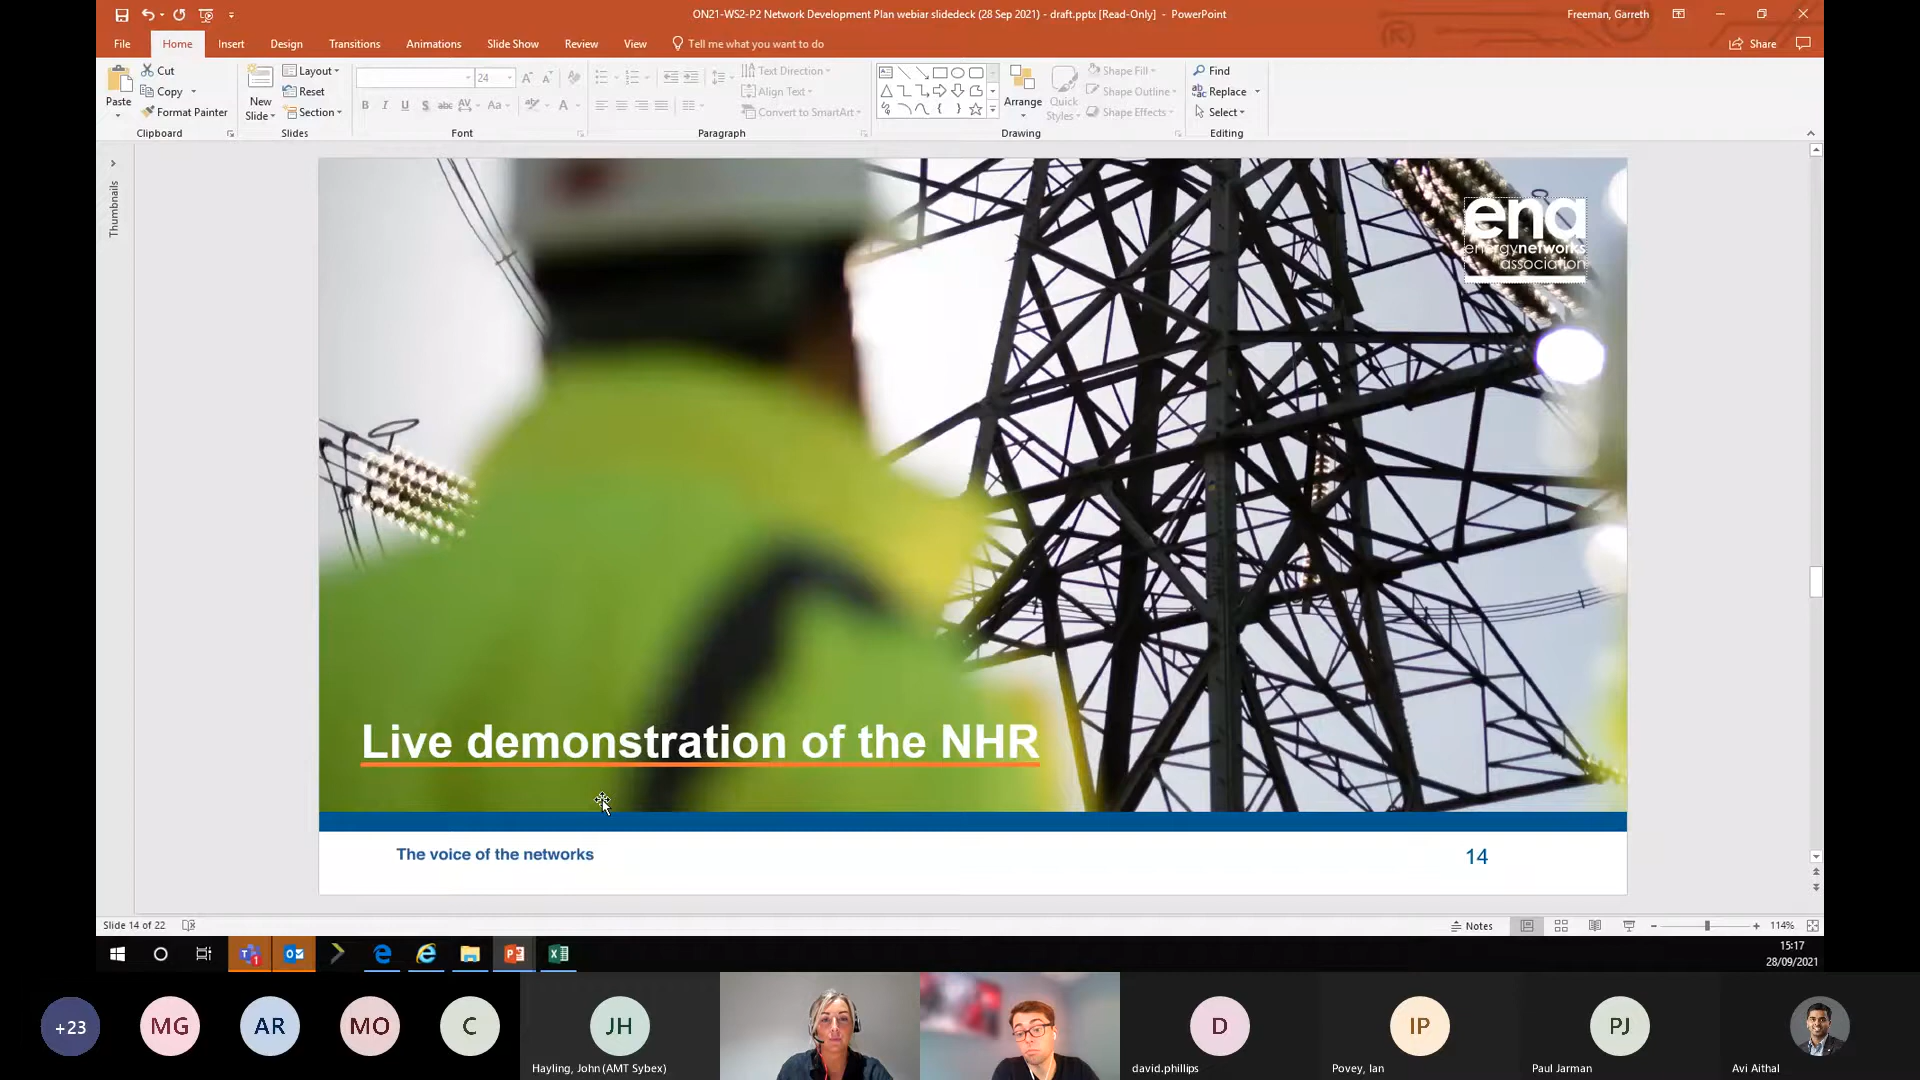 ON21-WS2-P2 Network Development Plan webiar slidedeck (28 Sep 2021) - draft.pptx [Read-Only] - PowerPoint
Freeman, Garreth
File
Home
Insert
Design
Transitions
Animations
Slide Show
Review
View
Tell me what you want to do
Share
Paste
Cut
Copy
Format Painter
Clipboard
New
Slide
Layout
Reset
Section
Slides
24
B I U S abc AV Aa A
Font
Text Direction
Align Text
Convert to SmartArt
Paragraph
Arrange
Quick
Styles
Shape Fill
Shape Outline
Shape Effects
Drawing
Find
Replace
Select
Editing
Thumbnails
ena
energynetworks
association
Live demonstration of the NHR
The voice of the networks
14
Slide 14 of 22
Notes
114%
15:17
28/09/2021
+23
MG
AR
MO
C
JH
Hayling, John (AMT Sybex)
D
david.phillips
IP
Povey, Ian
PJ
Paul Jarman
Avi Aithal